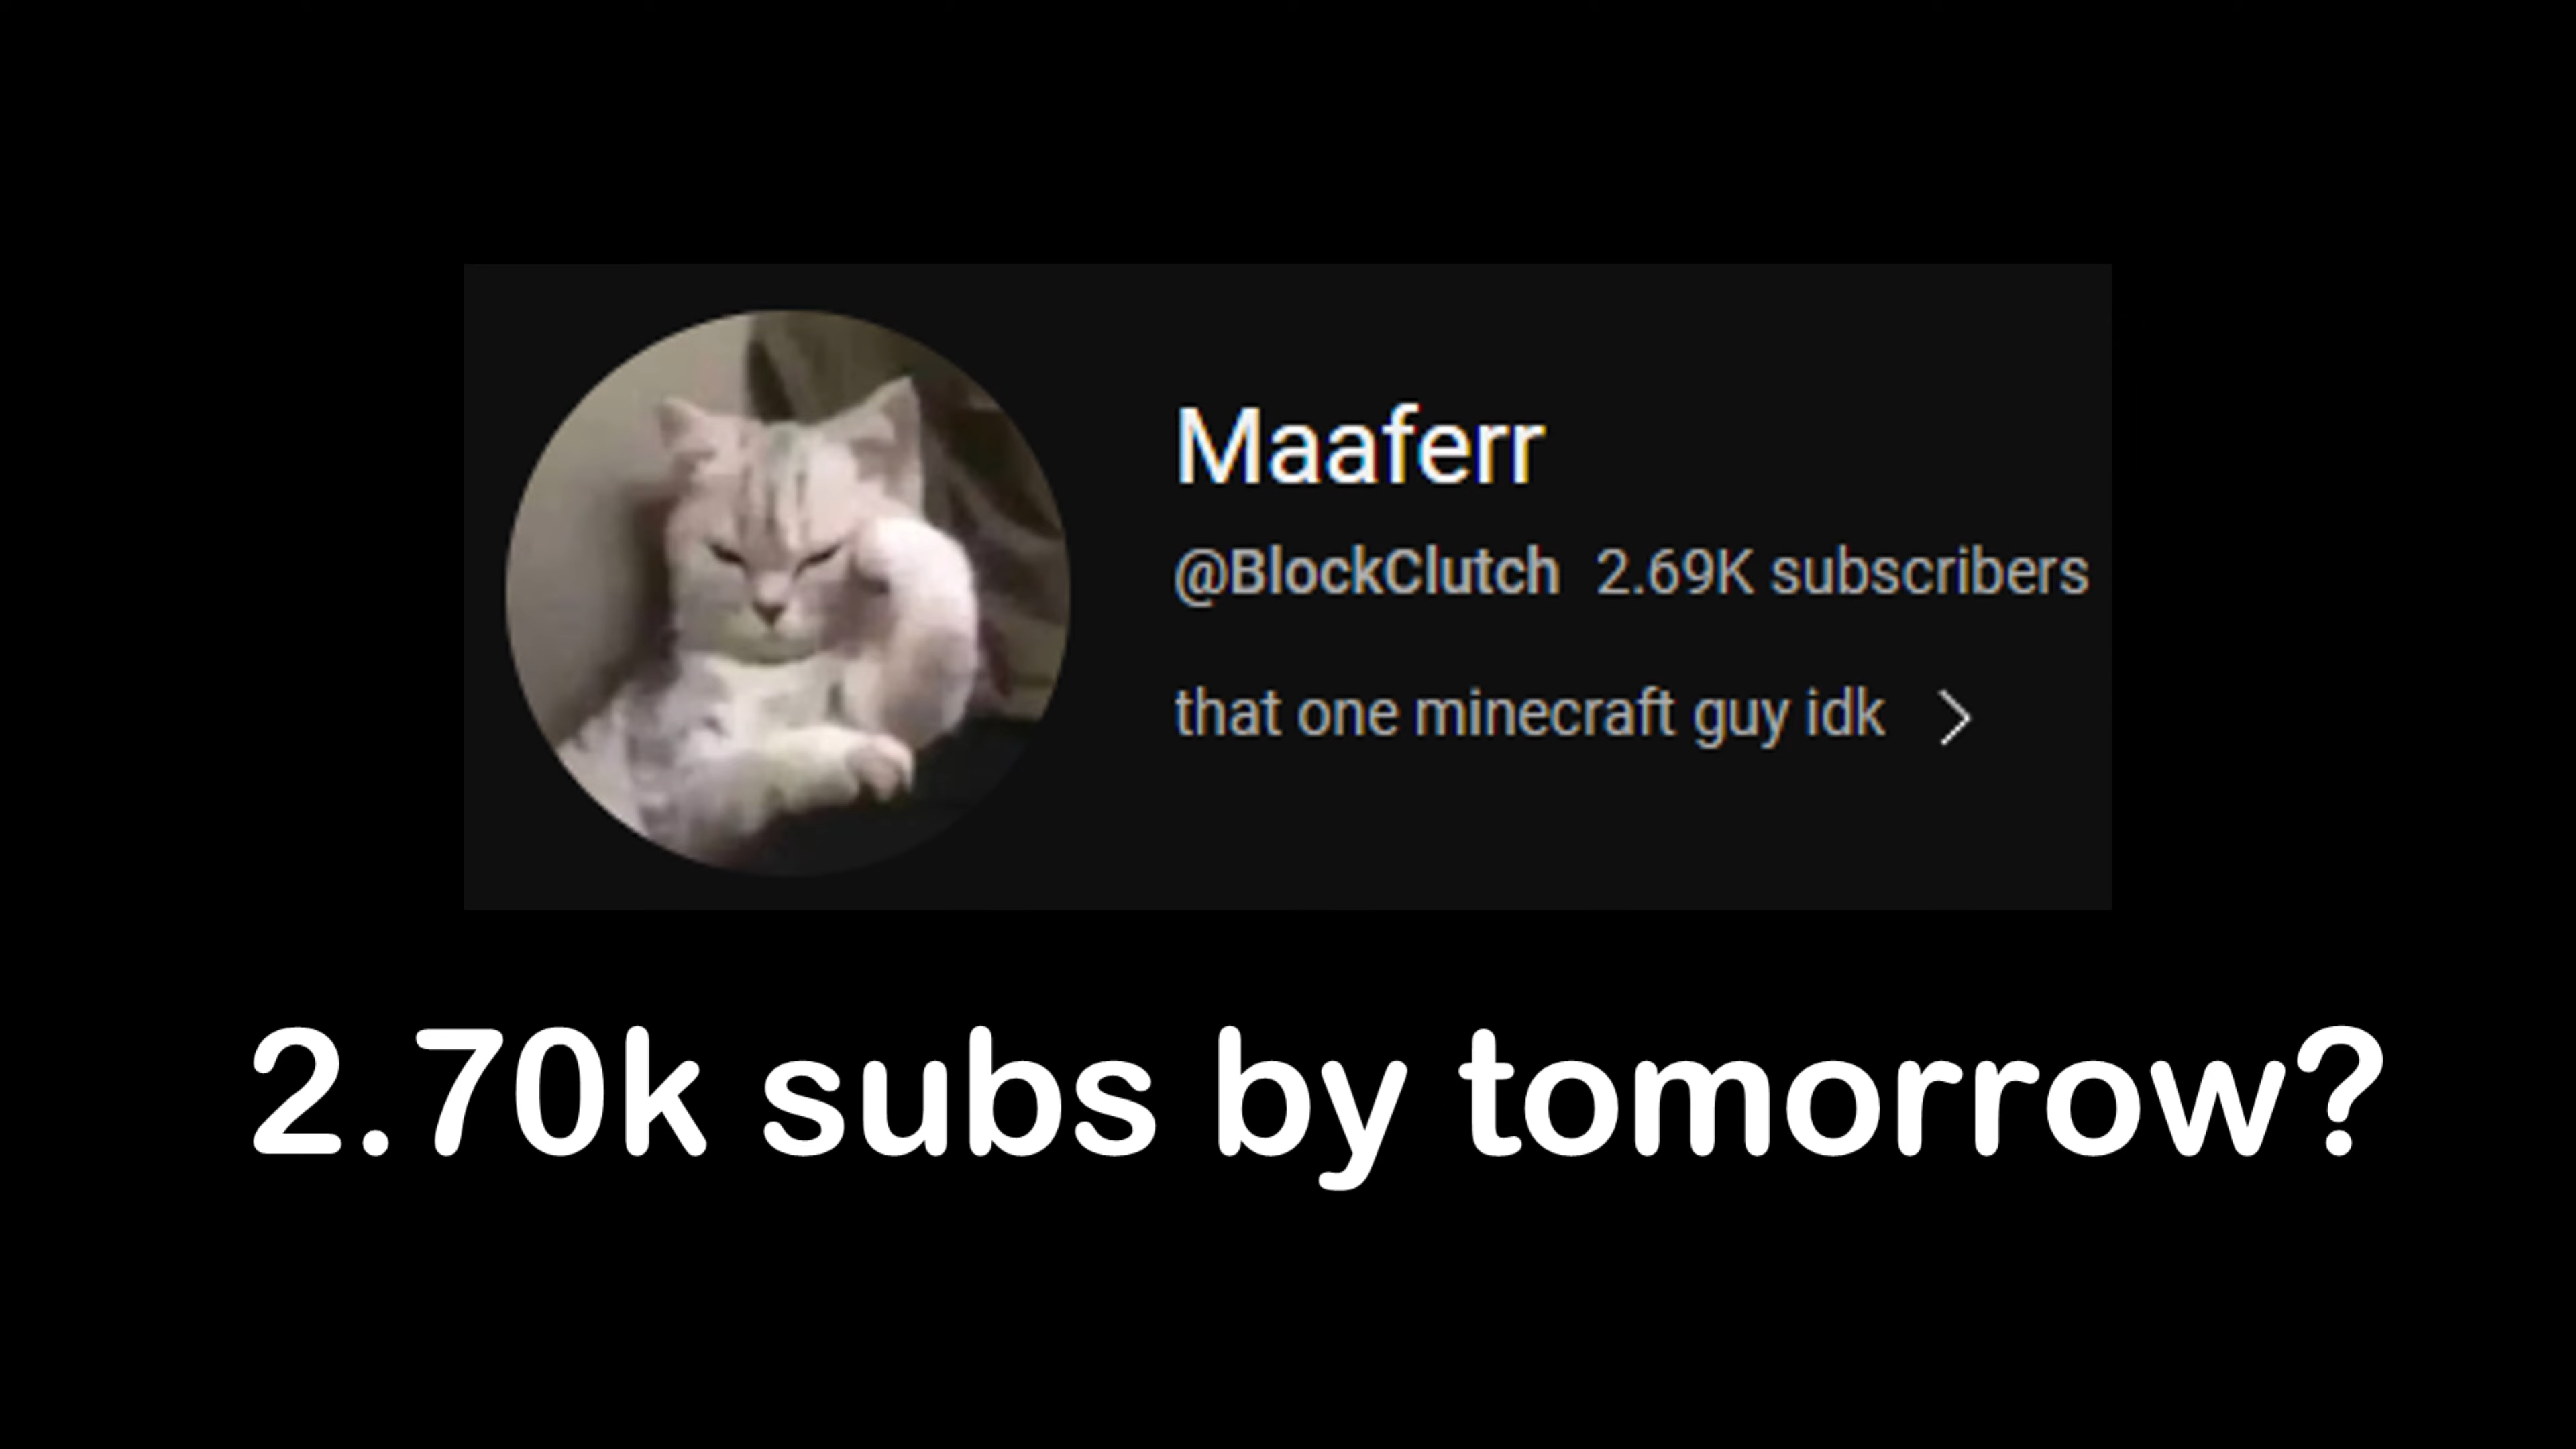 Maaferr
@BlockClutch 2.69K subscribers
that one minecraft guy idk
2.70k subs by tomorrow?